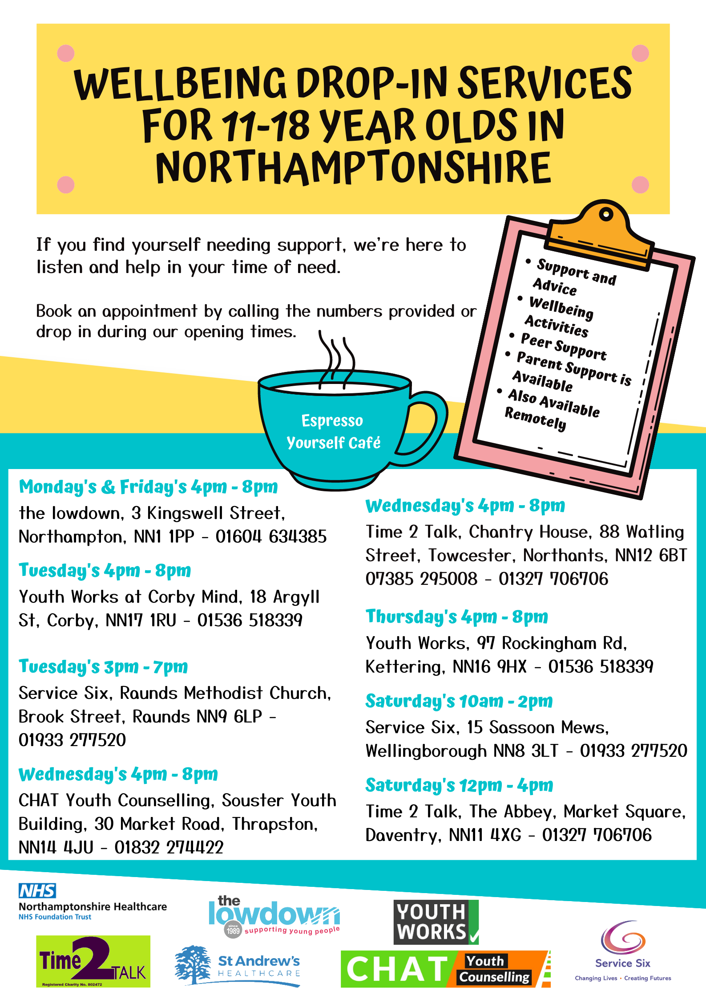 WELLBEING DROP-IN SERVICES
FOR 11-18 YEAR OLDS IN
NORTHAMPTONSHIRE
If you find yourself needing support, we're here to
listen and help in your time of need.
Book an appointment by calling the numbers provided or
drop in during our opening times.
• Support and
Advice
• Wellbeing
Activities
• Peer Support
• Parent Support is
Available
• Also Available
Remotely
Espresso
Yourself Café
Monday's & Friday's 4pm - 8pm
the lowdown, 3 Kingswell Street,
Northampton, NN1 1PP - 01604 634385
Tuesday's 4pm - 8pm
Youth Works at Corby Mind, 18 Argyll
St, Corby, NN17 1RU - 01536 518339
Tuesday's 3pm - 7pm
Service Six, Raunds Methodist Church,
Brook Street, Raunds NN9 6LP -
01933 277520
Wednesday's 4pm - 8pm
CHAT Youth Counselling, Souster Youth
Building, 30 Market Road, Thrapston,
NN14 4JU - 01832 274422
Wednesday's 4pm - 8pm
Time 2 Talk, Chantry House, 88 Watling
Street, Towcester, Northants, NN12 6BT
07385 295008 - 01327 706706
Thursday's 4pm - 8pm
Youth Works, 97 Rockingham Rd,
Kettering, NN16 9HX - 01536 518339
Saturday's 10am - 2pm
Service Six, 15 Sassoon Mews,
Wellingborough NN8 3LT - 01933 277520
Saturday's 12pm - 4pm
Time 2 Talk, The Abbey, Market Square,
Daventry, NN11 4XG - 01327 706706
NHS
Northamptonshire Healthcare
NHS Foundation Trust
the
lowdown
since
1989
supporting young people
YOUTH
WORKS
Time 2 TALK
Registered Charity No. 802472
St Andrew's
HEALTHCARE
CHAT
Youth
Counselling
Service Six
Changing Lives • Creating Futures